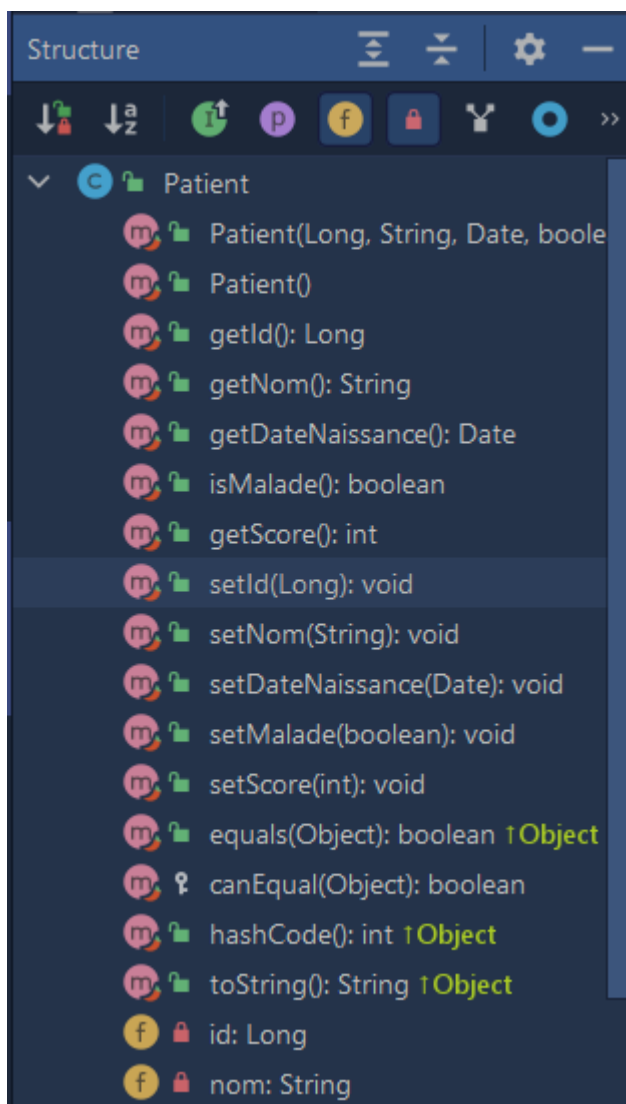 Structure
Patient
Patient(Long, String, Date, boole
Patient()
getId(): Long
getNom(): String
getDateNaissance(): Date
isMalade(): boolean
getScore(): int
setId(Long): void
setNom(String): void
setDateNaissance(Date): void
setMalade(boolean): void
setScore(int): void
equals(Object): boolean ↑Object
canEqual(Object): boolean
hashCode(): int ↑Object
toString(): String ↑Object
id: Long
nom: String